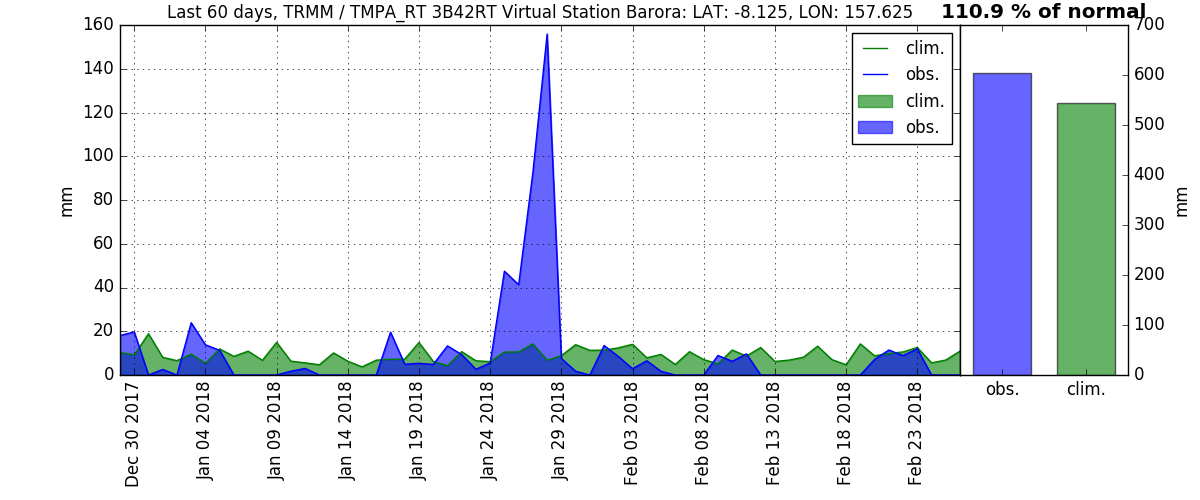 Last 60 days, TRMM / TMPA_RT 3B42RT Virtual Station Barora: LAT: -8.125, LON: 157.625
110.9 % of normal
160
140
120
100
80
60
40
20
0
mm
clim.
obs.
clim.
obs.
Dec 30 2017
Jan 04 2018
Jan 09 2018
Jan 14 2018
Jan 19 2018
Jan 24 2018
Jan 29 2018
Feb 03 2018
Feb 08 2018
Feb 13 2018
Feb 18 2018
Feb 23 2018
700
600
500
400
300
200
100
0
mm
obs.
clim.